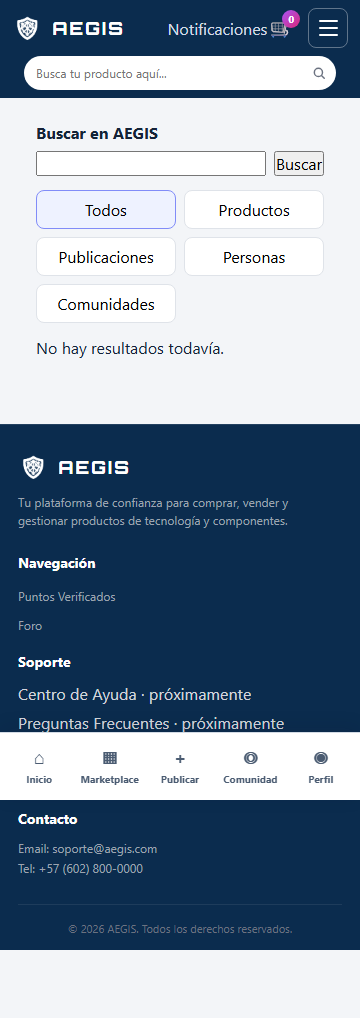 AEGIS
Notificaciones
0
Busca tu producto aquí...
Buscar en AEGIS
Buscar
Todos
Productos
Publicaciones
Personas
Comunidades
No hay resultados todavía.
AEGIS
Tu plataforma de confianza para comprar, vender y
gestionar productos de tecnología y componentes.
Navegación
Puntos Verificados
Foro
Soporte
Centro de Ayuda · próximamente
Preguntas Frecuentes · próximamente
Inicio
Marketplace
Publicar
Comunidad
Perfil
Contacto
Email: soporte@aegis.com
Tel: +57 (602) 800-0000
© 2026 AEGIS. Todos los derechos reservados.